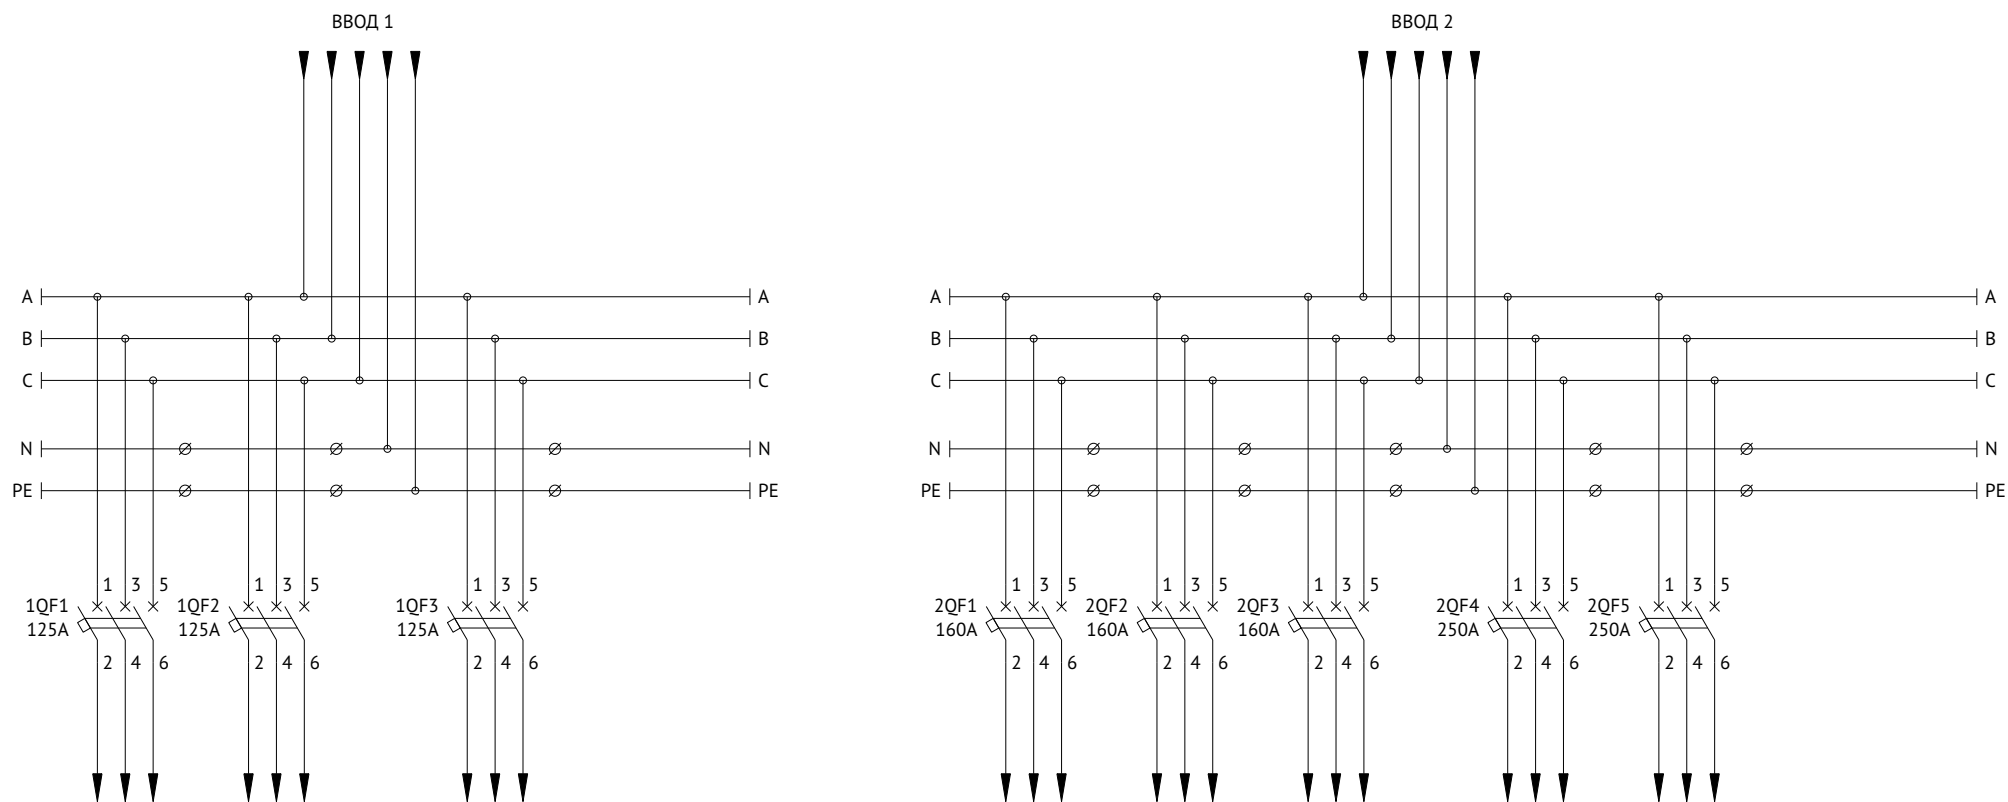 ВВОД 1
ВВОД 2
A A A A
B B B B
C C C C
N N N N
PE PE PE PE
1 3 5 1 3 5 1 3 5 1 3 5 1 3 5 1 3 5 1 3 5 1 3 5
1QF1 1QF2 1QF3 2QF1 2QF2 2QF3 2QF4 2QF5
125A 125A 125A 160A 160A 160A 250A 250A
2 4 6 2 4 6 2 4 6 2 4 6 2 4 6 2 4 6 2 4 6 2 4 6